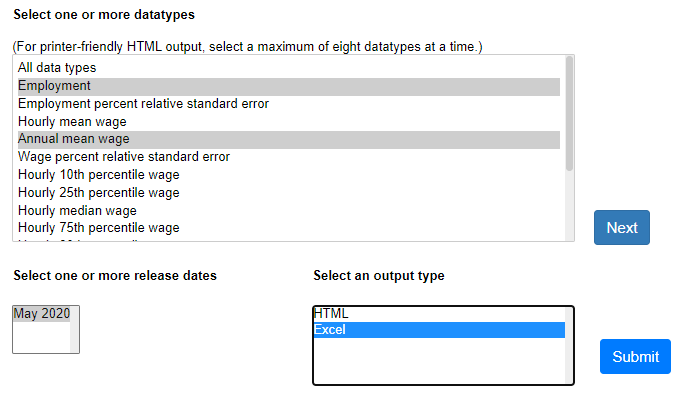 Select one or more datatypes
(For printer-friendly HTML output, select a maximum of eight datatypes at a time.)
All data types
Employment
Employment percent relative standard error
Hourly mean wage
Annual mean wage
Wage percent relative standard error
Hourly 10th percentile wage
Hourly 25th percentile wage
Hourly median wage
Hourly 75th percentile wage
Next
Select one or more release dates
Select an output type
May 2020
HTML
Excel
Submit